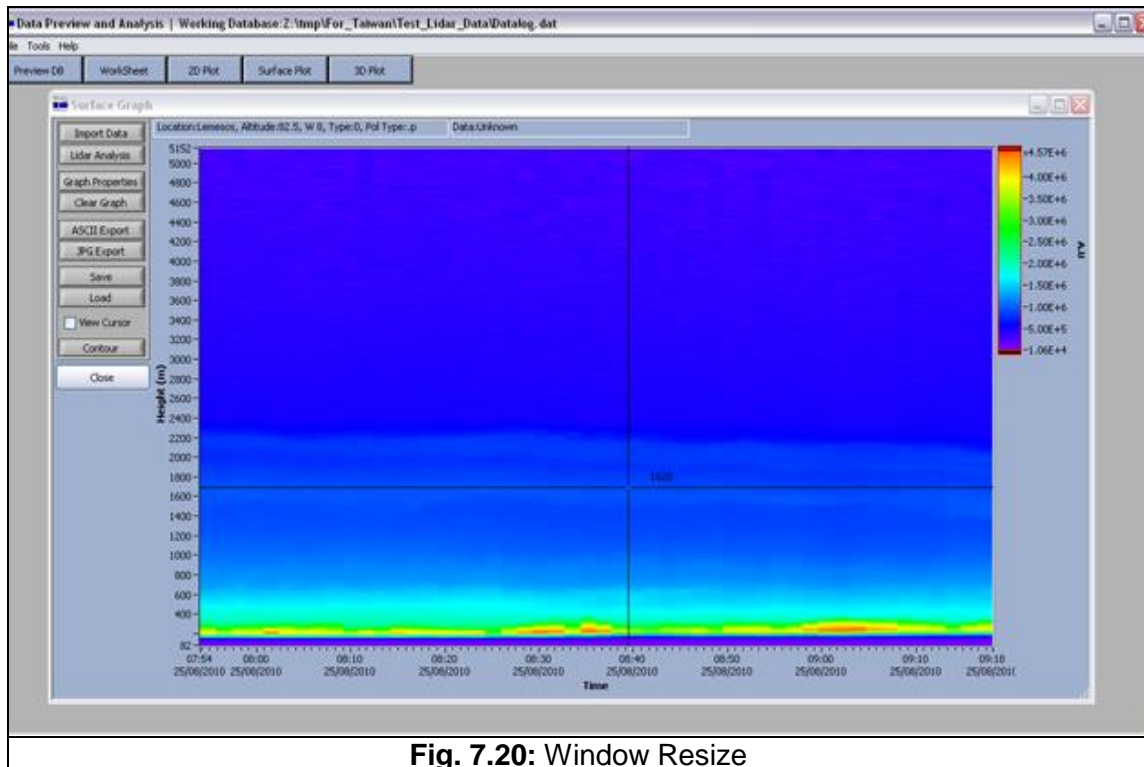 Data Preview and Analysis | Working Database:Z:\tmp\For_Taiwan\Test_Lidar_Data\Datalog.dat
Tools Help
Preview DB WorkSheet 2D Plot Surface Plot 3D Plot
Surface Graph
Location:Lemesos, Altitude:82.5, W 0, Type:0, Pol Type:.p Data:Unknown
Import Data
Lidar Analysis
Graph Properties
Clear Graph
ASCII Export
JPG Export
Save
Load
View Cursor
Contour
Close
Height (m)
5152
5000
4800
4600
4400
4200
4000
3800
3600
3400
3200
3000
2800
2600
2400
2200
2000
1800
1600
1400
1200
1000
800
600
400
82
1620
07:54 08:00 08:10 08:20 08:30 08:40 08:50 09:00 09:10 09:18
25/08/2010 25/08/2010 25/08/2010 25/08/2010 25/08/2010 25/08/2010 25/08/2010 25/08/2010 25/08/2010 25/08/201
Time
4.57E+6
4.00E+6
3.50E+6
3.00E+6
2.50E+6
2.00E+6
1.50E+6
1.00E+6
5.00E+5
1.06E+4
Fig. 7.20: Window Resize